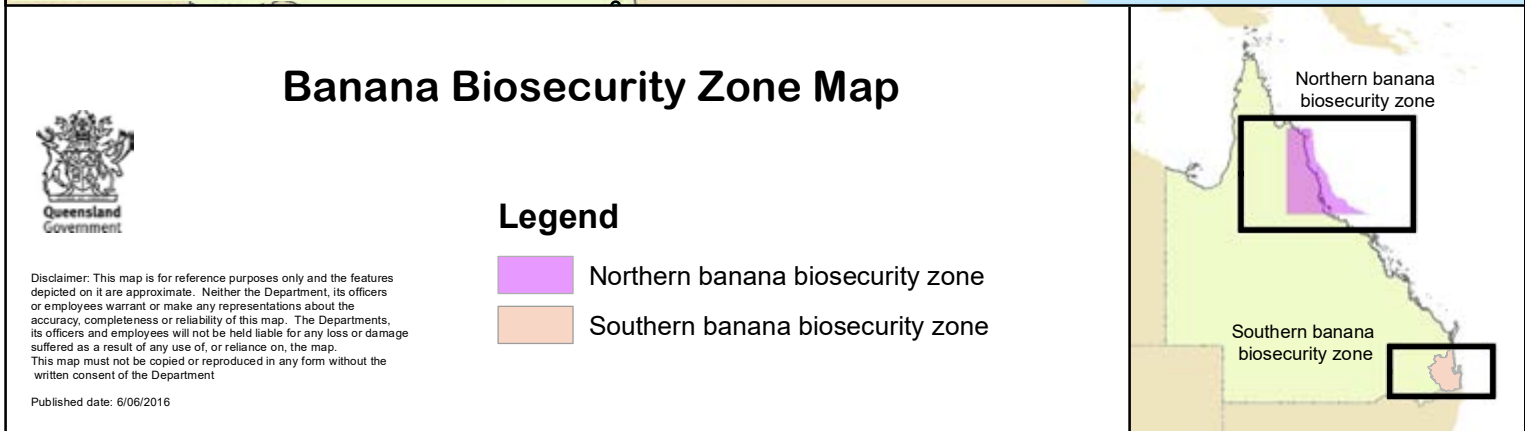 Banana Biosecurity Zone Map
Queensland
Government
Legend
Northern banana biosecurity zone
Southern banana biosecurity zone
Disclaimer: This map is for reference purposes only and the features
depicted on it are approximate. Neither the Department, its officers
or employees warrant or make any representations about the
accuracy, completeness or reliability of this map. The Departments,
its officers and employees will not be held liable for any loss or damage
suffered as a result of any use of, or reliance on, the map.
This map must not be copied or reproduced in any form without the
written consent of the Department
Published date: 6/06/2016
Northern banana
biosecurity zone
Southern banana
biosecurity zone